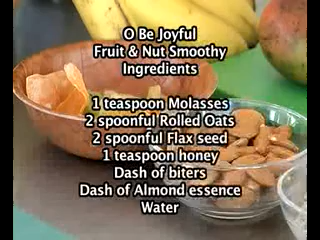 O Be Joyful
Fruit & Nut Smoothy
Ingredients
1 teaspoon Molasses
2 spoonful Rolled Oats
2 spoonful Flax seed
1 teaspoon honey
Dash of biters
Dash of Almond essence
Water